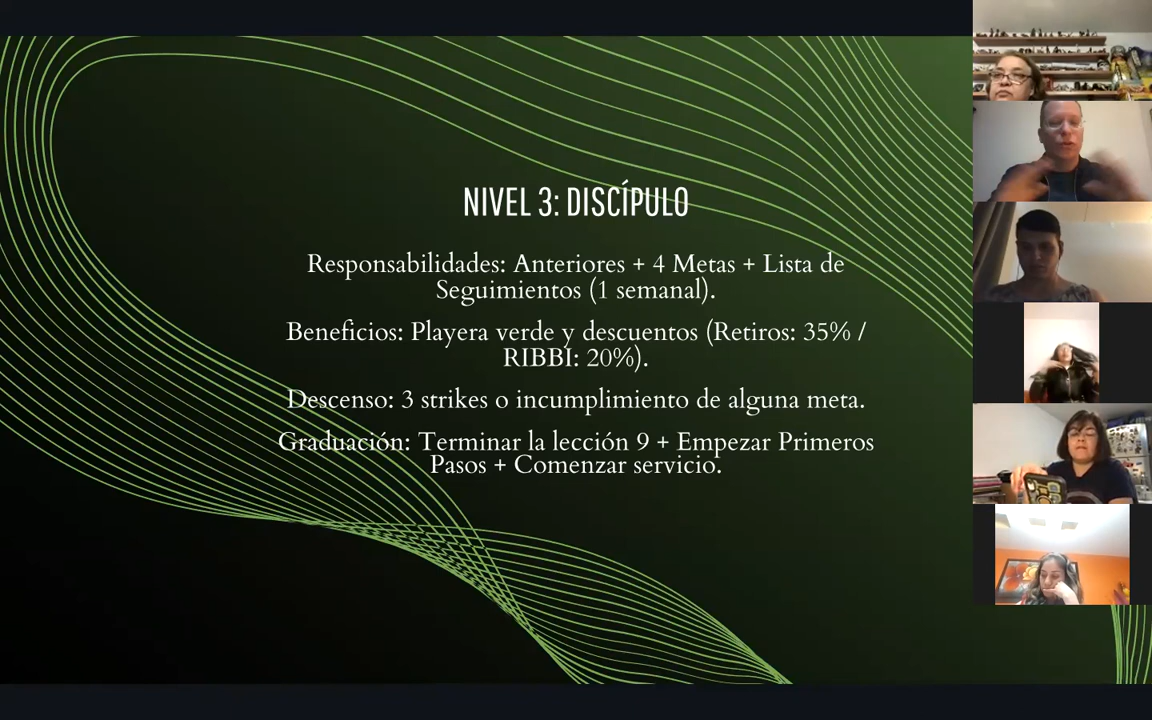 NIVEL 3: DISCÍPULO
Responsabilidades: Anteriores + 4 Metas + Lista de
Seguimientos (1 semanal).
Beneficios: Playera verde y descuentos (Retiros: 35% /
RIBBI: 20%).
Descenso: 3 strikes o incumplimiento de alguna meta.
Graduación: Terminar la lección 9 + Empezar Primeros
Pasos + Comenzar servicio.